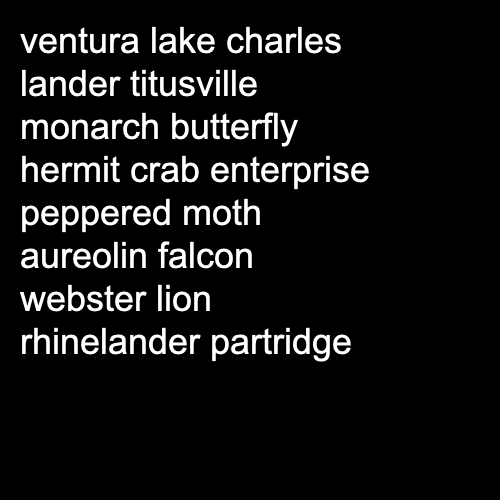 ventura lake charles
lander titusville
monarch butterfly
hermit crab enterprise
peppered moth
aureolin falcon
webster lion
rhinelander partridge